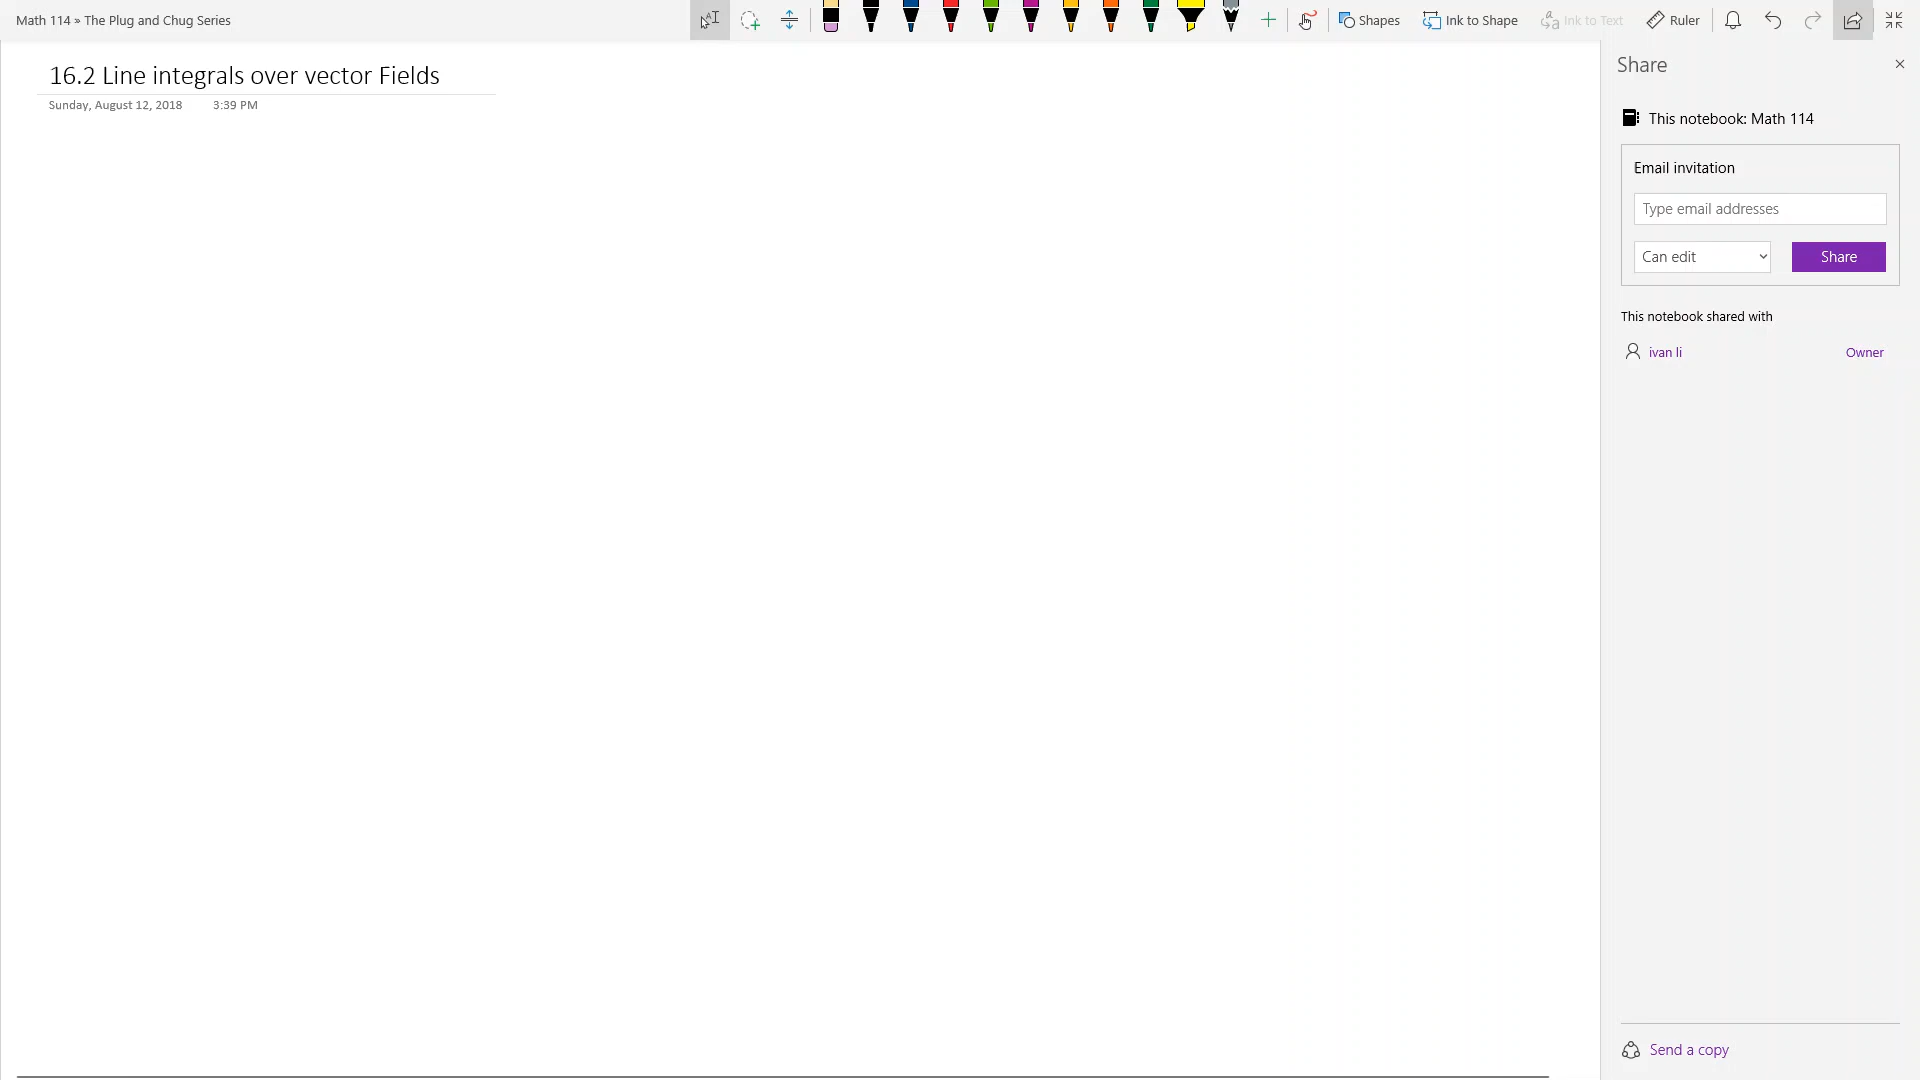 Math 114 » The Plug and Chug Series
Shapes
Ink to Shape
Ink to Text
Ruler
16.2 Line integrals over vector Fields
Sunday, August 12, 2018 3:39 PM
Share
This notebook: Math 114
Email invitation
Type email addresses
Can edit
Share
This notebook shared with
ivan li Owner
Send a copy